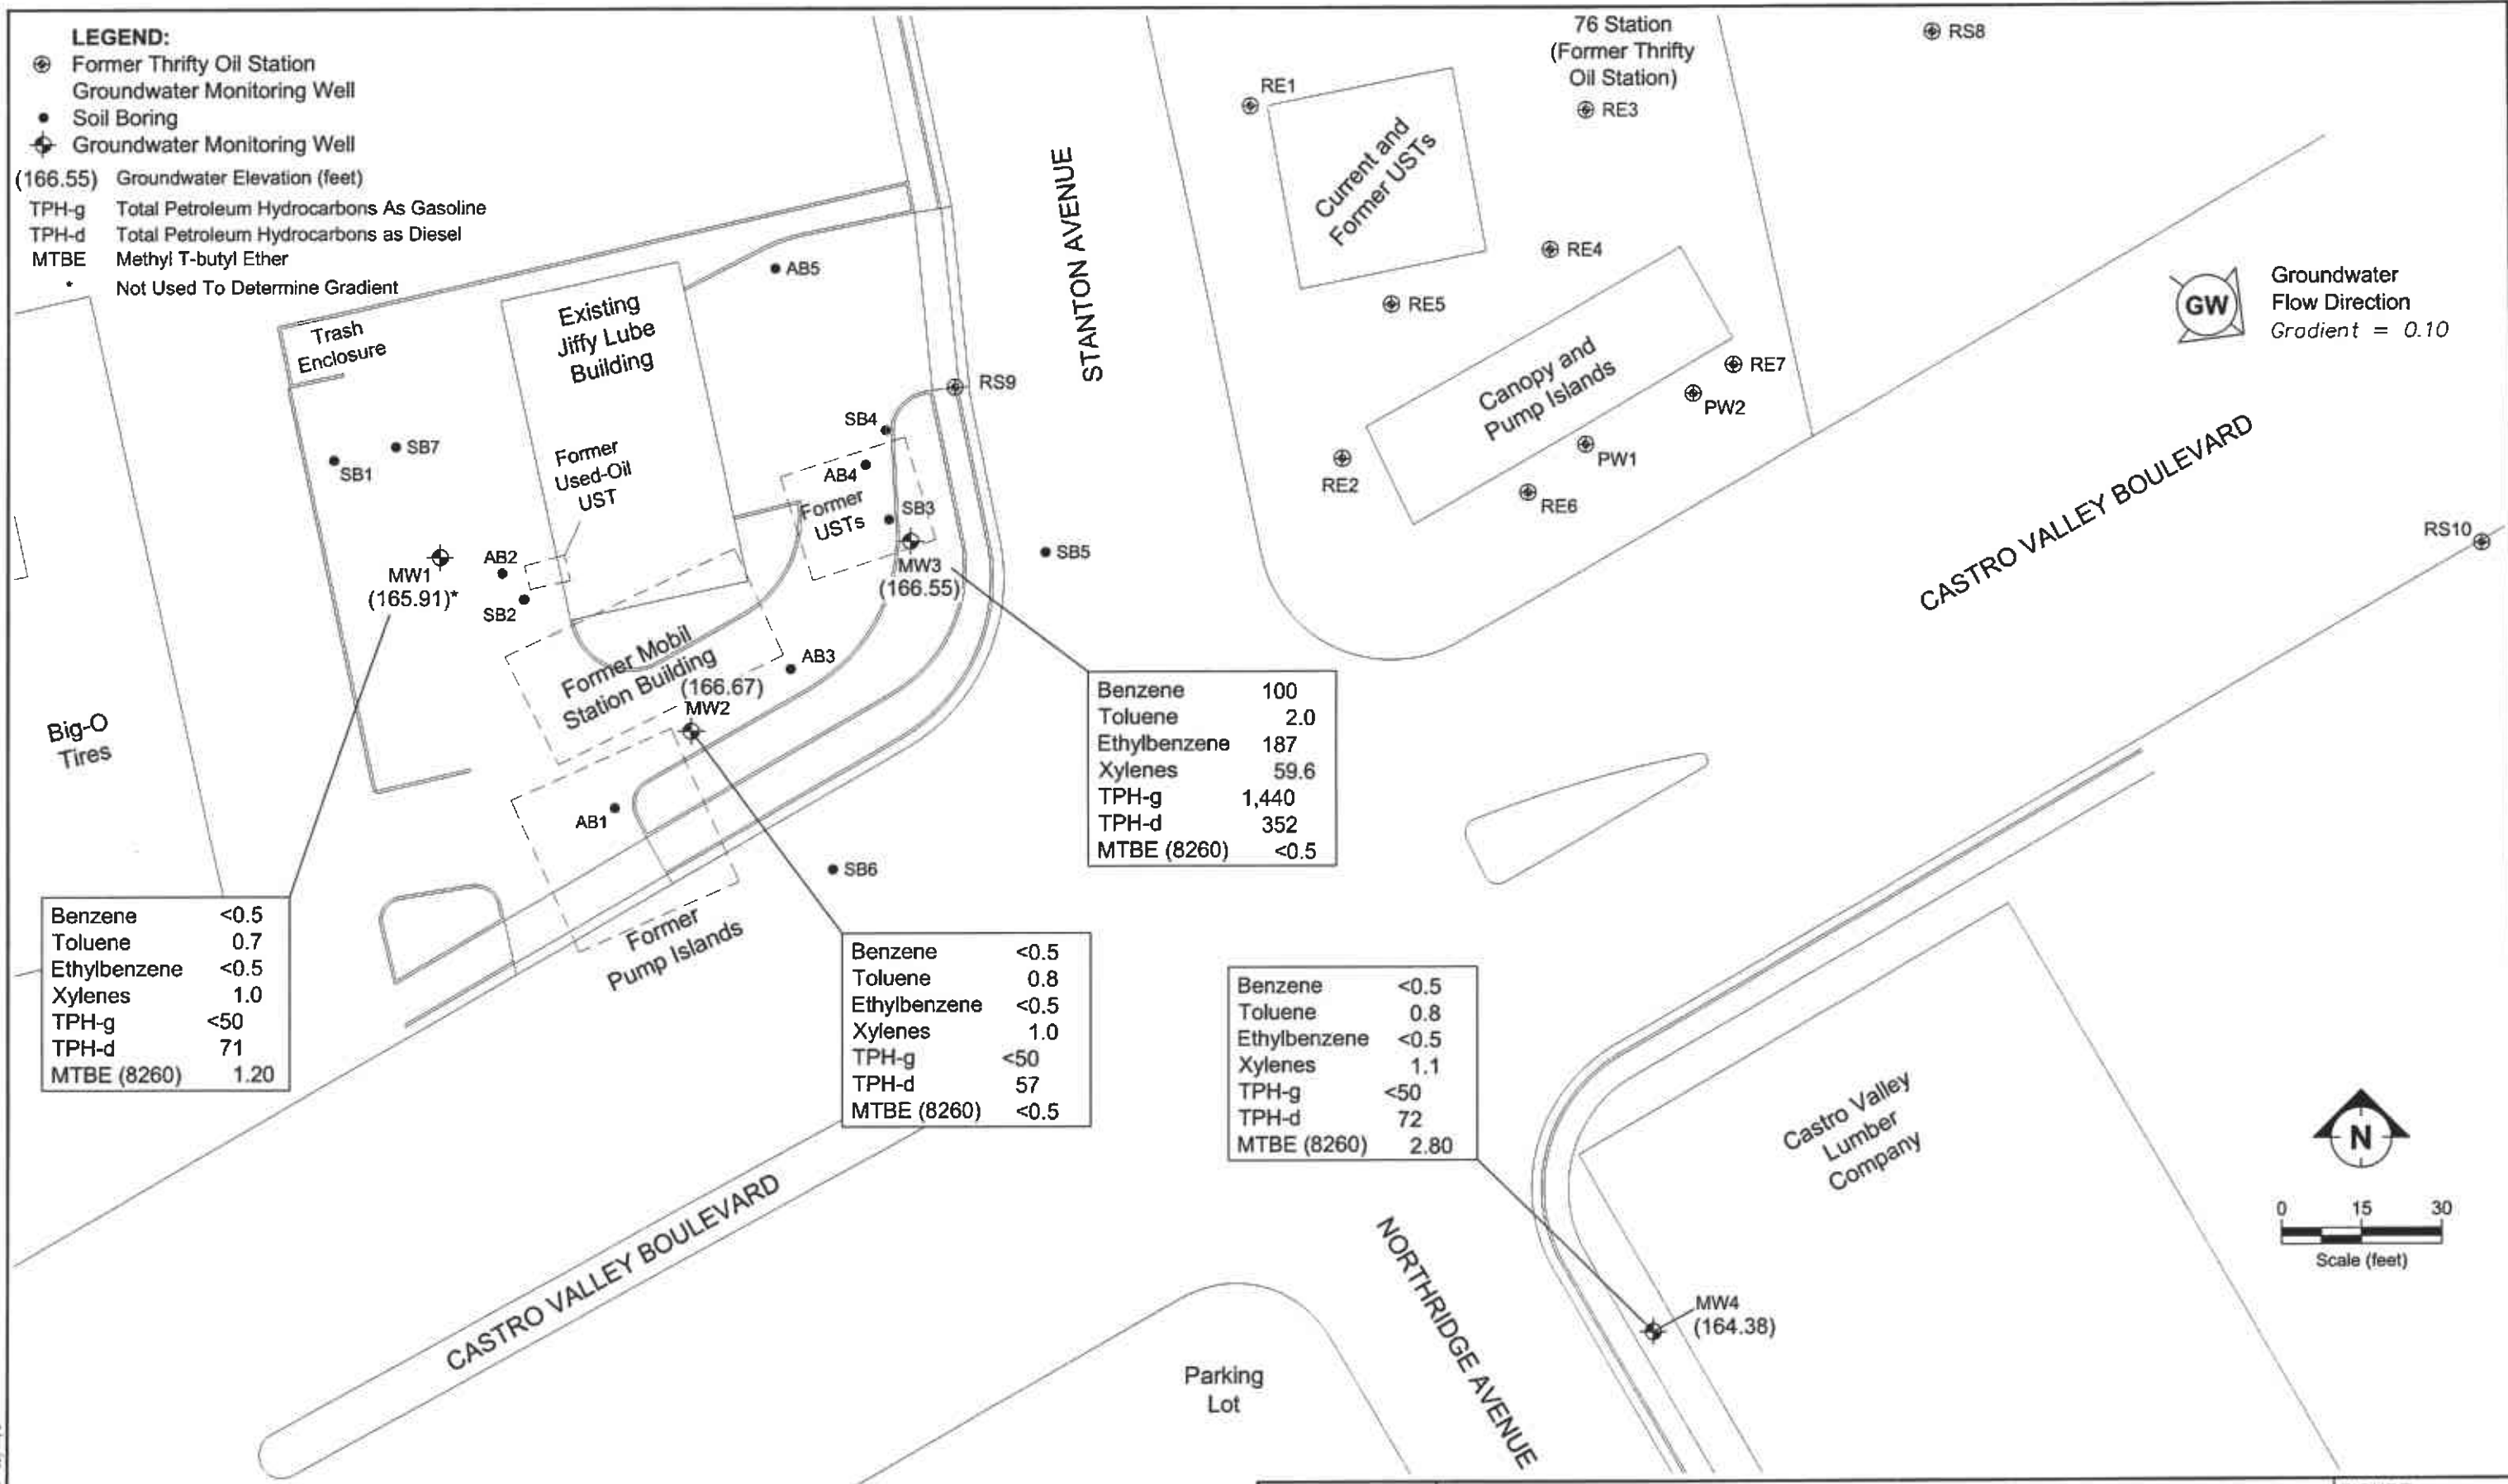 LEGEND:
Former Thrifty Oil Station
Groundwater Monitoring Well
Soil Boring
Groundwater Monitoring Well
(166.55) Groundwater Elevation (feet)
TPH-g Total Petroleum Hydrocarbons As Gasoline
TPH-d Total Petroleum Hydrocarbons as Diesel
MTBE Methyl T-butyl Ether
* Not Used To Determine Gradient
Trash
Enclosure
Existing
Jiffy Lube
Building
AB5
SB7
SB1
Former
Used-Oil
UST
RS9
SB4
AB4
Former
USTs
SB3
MW3
(166.55)
SB5
MW1
(165.91)*
AB2
SB2
Former Mobil
Station Building
(166.67)
MW2
AB3
AB1
SB6
Former
Pump Islands
Big-O
Tires
STANTON AVENUE
76 Station
(Former Thrifty
Oil Station)
RS8
RE1
RE3
Current and
Former USTs
RE4
RE5
Canopy and
Pump Islands
RE7
PW2
PW1
RE2
RE6
GW
Groundwater
Flow Direction
Gradient = 0.10
CASTRO VALLEY BOULEVARD
RS10
Benzene 100
Toluene 2.0
Ethylbenzene 187
Xylenes 59.6
TPH-g 1,440
TPH-d 352
MTBE (8260) <0.5
Benzene <0.5
Toluene 0.7
Ethylbenzene <0.5
Xylenes 1.0
TPH-g <50
TPH-d 71
MTBE (8260) 1.20
Benzene <0.5
Toluene 0.8
Ethylbenzene <0.5
Xylenes 1.0
TPH-g <50
TPH-d 57
MTBE (8260) <0.5
Benzene <0.5
Toluene 0.8
Ethylbenzene <0.5
Xylenes 1.1
TPH-g <50
TPH-d 72
MTBE (8260) 2.80
CASTRO VALLEY BOULEVARD
Castro Valley
Lumber
Company
N
0 15 30
Scale (feet)
NORTHRIDGE AVENUE
MW4
(164.38)
Parking
Lot